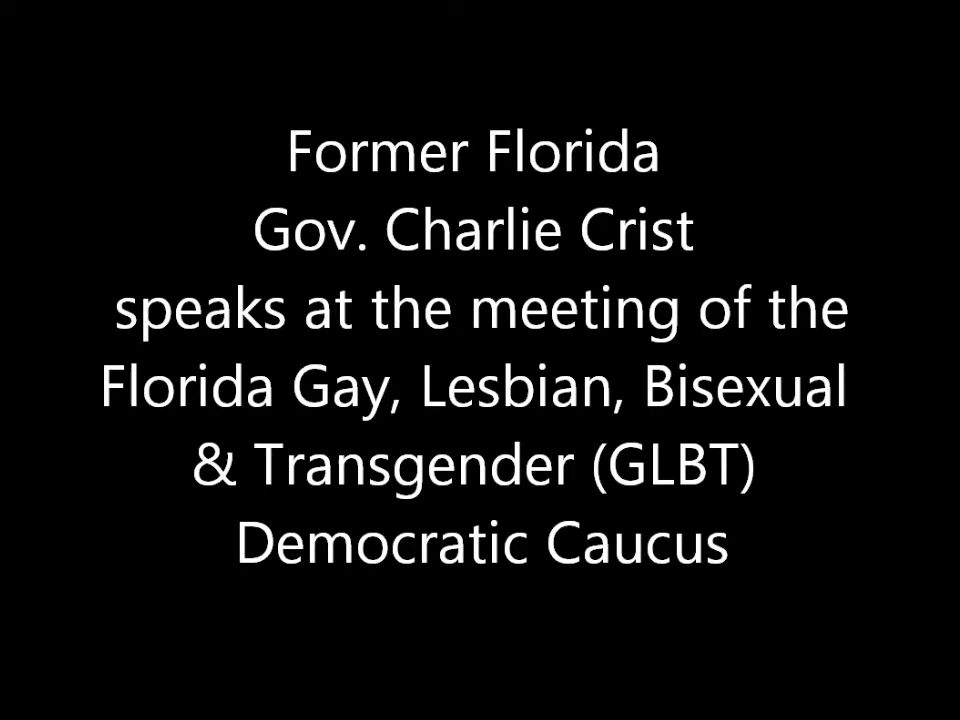 Former Florida
Gov. Charlie Crist
speaks at the meeting of the
Florida Gay, Lesbian, Bisexual
& Transgender (GLBT)
Democratic Caucus